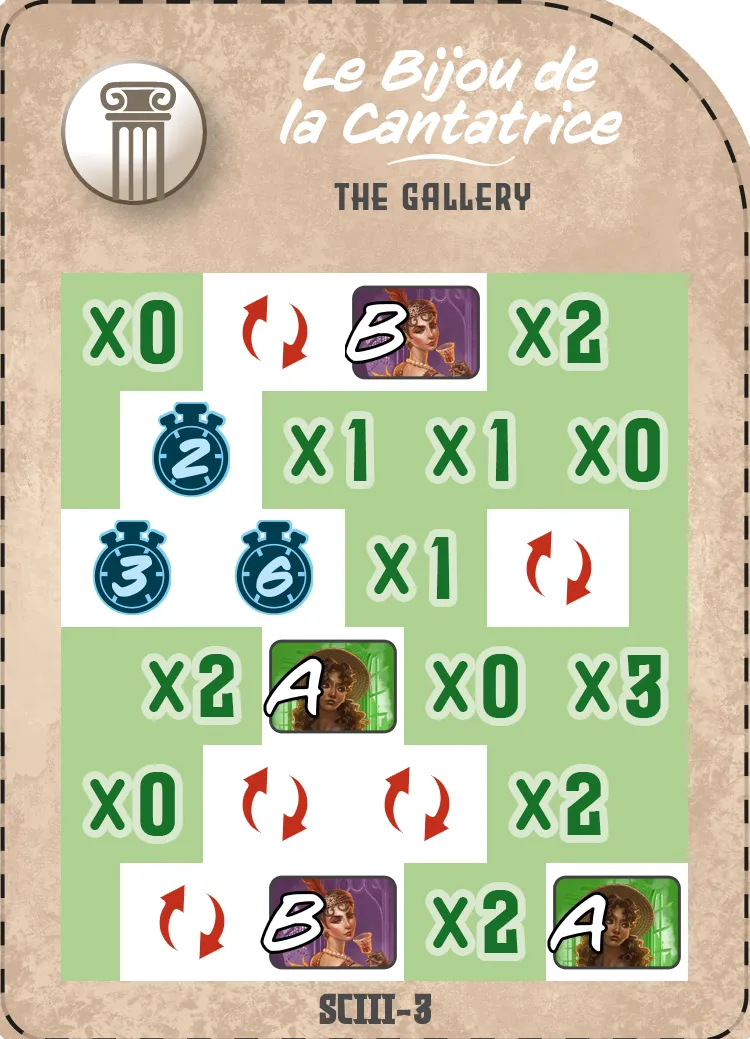 Le Bijou de
la Cantatrice
THE GALLERY
X0 B X2
2 X1 X1 X0
3 6 X1
X2 A X0 X3
X0 X2
B X2 A
SCIII-3